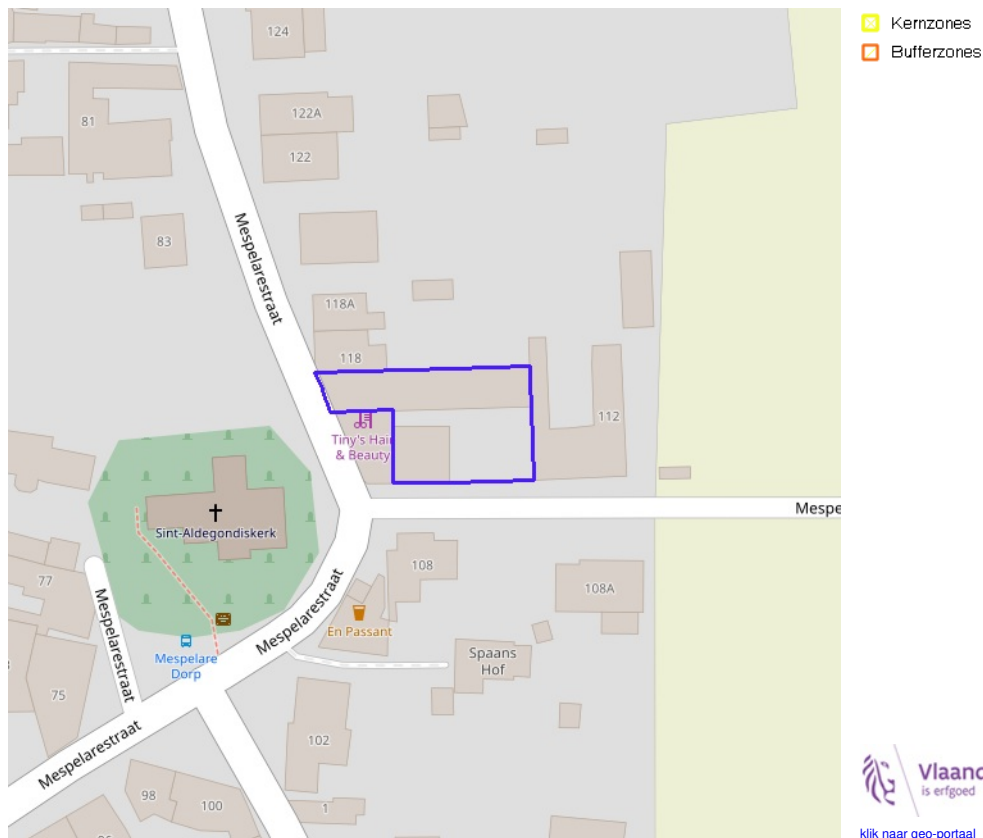 Kernzones
Bufferzones
124
122A
81
122
Mespelarestraat
83
118A
118
112
Tiny's Hair
& Beauty
Mespe
Sint-Aldegondiskerk
108
77
108A
Mespelarestraat
Mespelarestraat
En Passant
Spaans
Hof
Mespelare
Dorp
75
102
Mespelarestraat
98
100
1
Vlaand
is erfgoed
klik naar geo-portaal